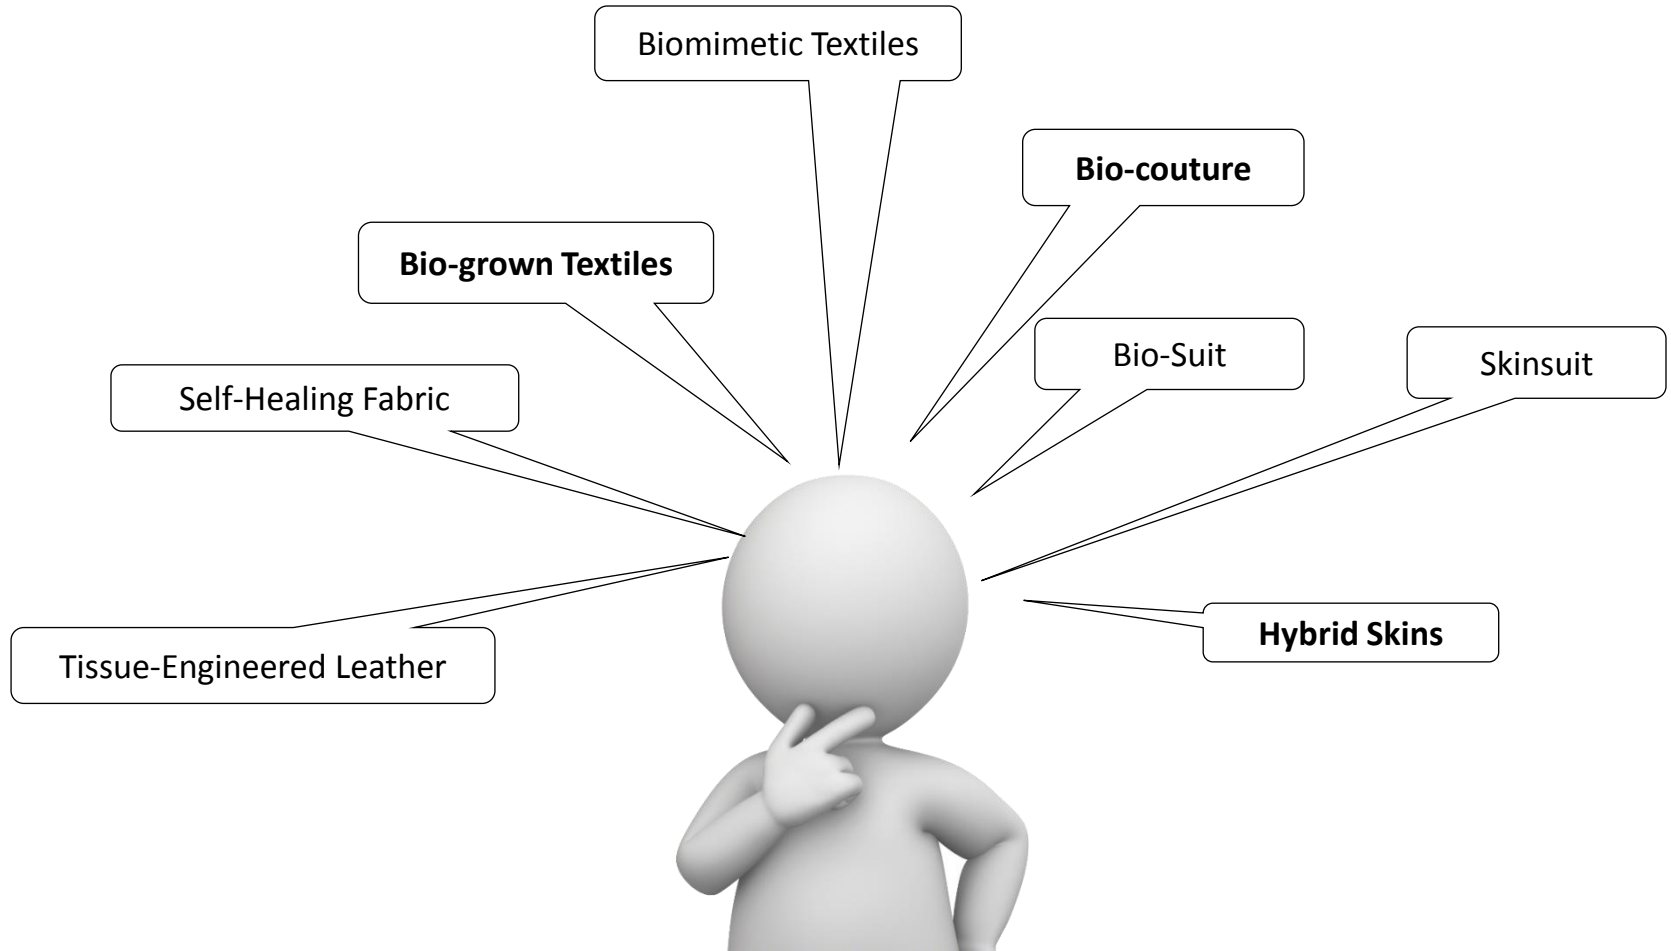 Biomimetic Textiles
Bio-couture
Bio-grown Textiles
Bio-Suit
Skinsuit
Self-Healing Fabric
Hybrid Skins
Tissue-Engineered Leather